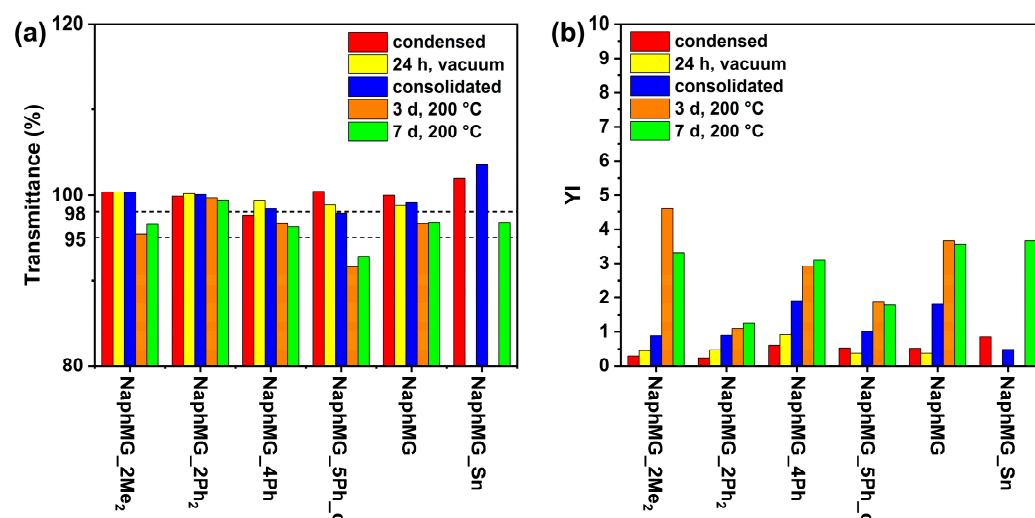 (a)
Transmittance (%)
120
100
98
95
80
condensed
24 h, vacuum
consolidated
3 d, 200 °C
7 d, 200 °C
NaphMG_2Me₂
NaphMG_2Ph₂
NaphMG_4Ph
NaphMG_5Ph_
NaphMG
NaphMG_Sn
(b)
YI
10
9
8
7
6
5
4
3
2
1
0
condensed
24 h, vacuum
consolidated
3 d, 200 °C
7 d, 200 °C
NaphMG_2Me₂
NaphMG_2Ph₂
NaphMG_4Ph
NaphMG_5Ph_
NaphMG
NaphMG_Sn